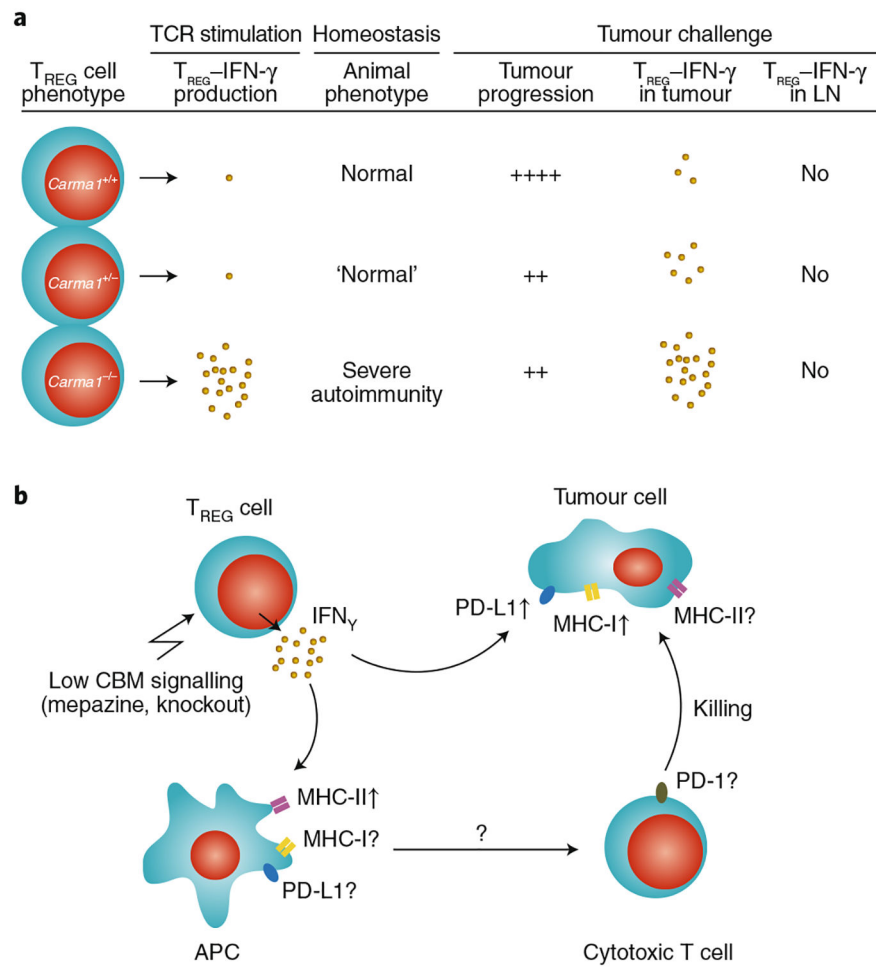 a
TCR stimulation Homeostasis Tumour challenge
TREG cell phenotype
TREG–IFN-γ production
Animal phenotype
Tumour progression
TREG–IFN-γ in tumour
TREG–IFN-γ in LN
Carma1+/+ Normal ++++ No
Carma1+/− 'Normal' ++ No
Carma1−/− Severe autoimmunity ++ No
b
TREG cell
Tumour cell
IFNγ
PD-L1↑
MHC-I↑
MHC-II?
Low CBM signalling
(mepazine, knockout)
Killing
MHC-II↑
PD-1?
MHC-I?
?
PD-L1?
APC
Cytotoxic T cell